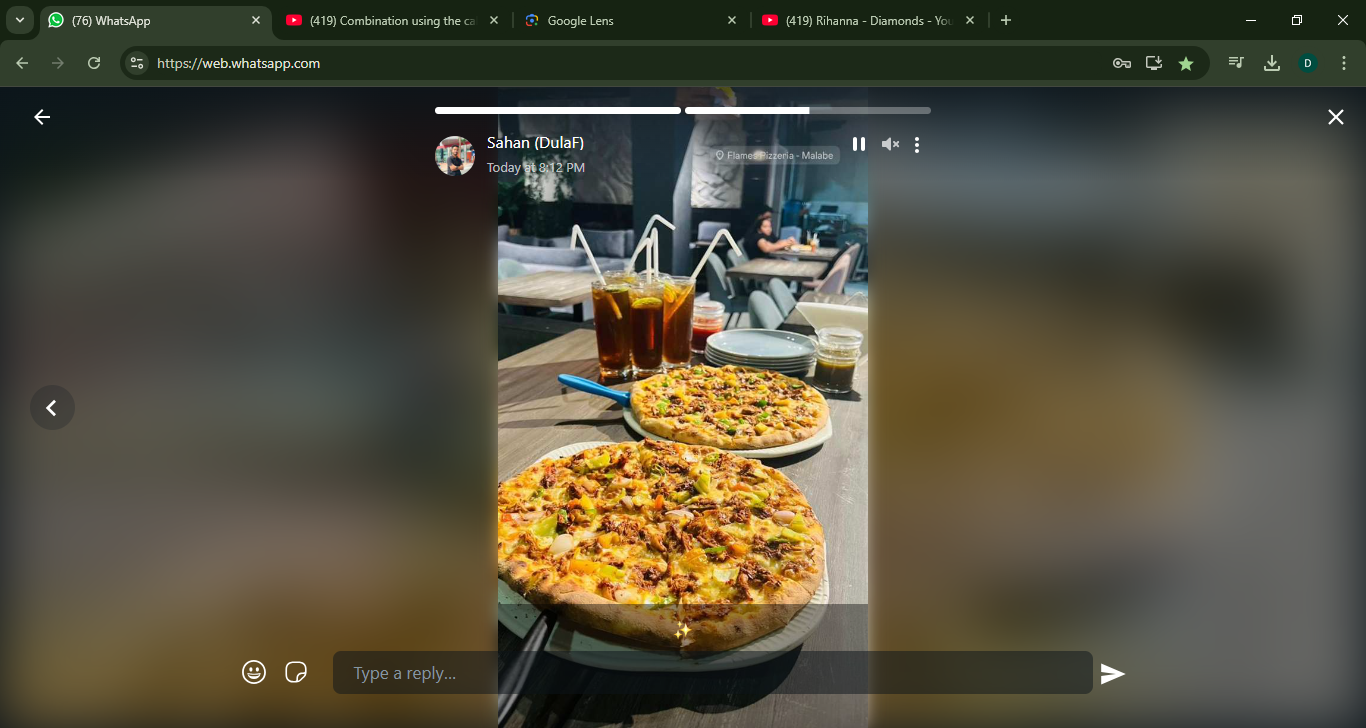 (76) WhatsApp
(419) Combination using the ca
Google Lens
(419) Rihanna - Diamonds - You
https://web.whatsapp.com
D
Sahan (DulaF)
Today at 8:12 PM
Flames Pizzeria - Malabe
✨
Type a reply...